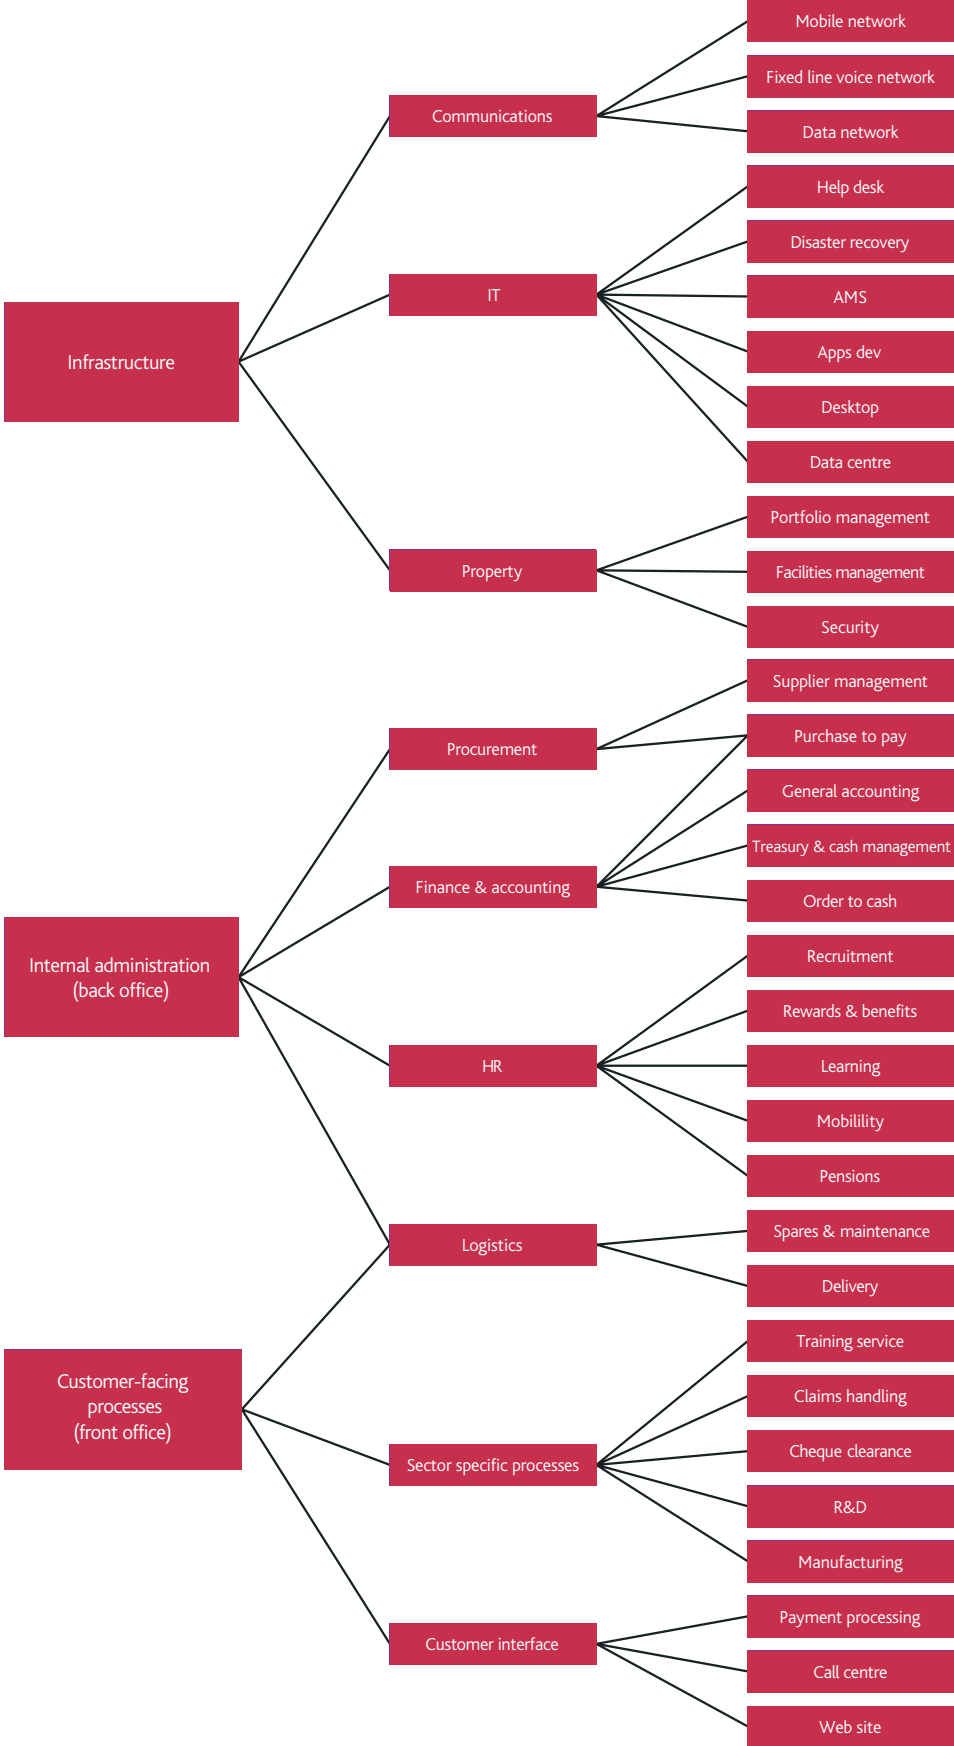 Infrastructure
Communications
Mobile network
Fixed line voice network
Data network
IT
Help desk
Disaster recovery
AMS
Apps dev
Desktop
Data centre
Property
Portfolio management
Facilities management
Security
Internal administration
(back office)
Procurement
Supplier management
Purchase to pay
Finance & accounting
General accounting
Treasury & cash management
Order to cash
HR
Recruitment
Rewards & benefits
Learning
Mobilility
Pensions
Logistics
Spares & maintenance
Delivery
Customer-facing
processes
(front office)
Sector specific processes
Training service
Claims handling
Cheque clearance
R&D
Manufacturing
Customer interface
Payment processing
Call centre
Web site